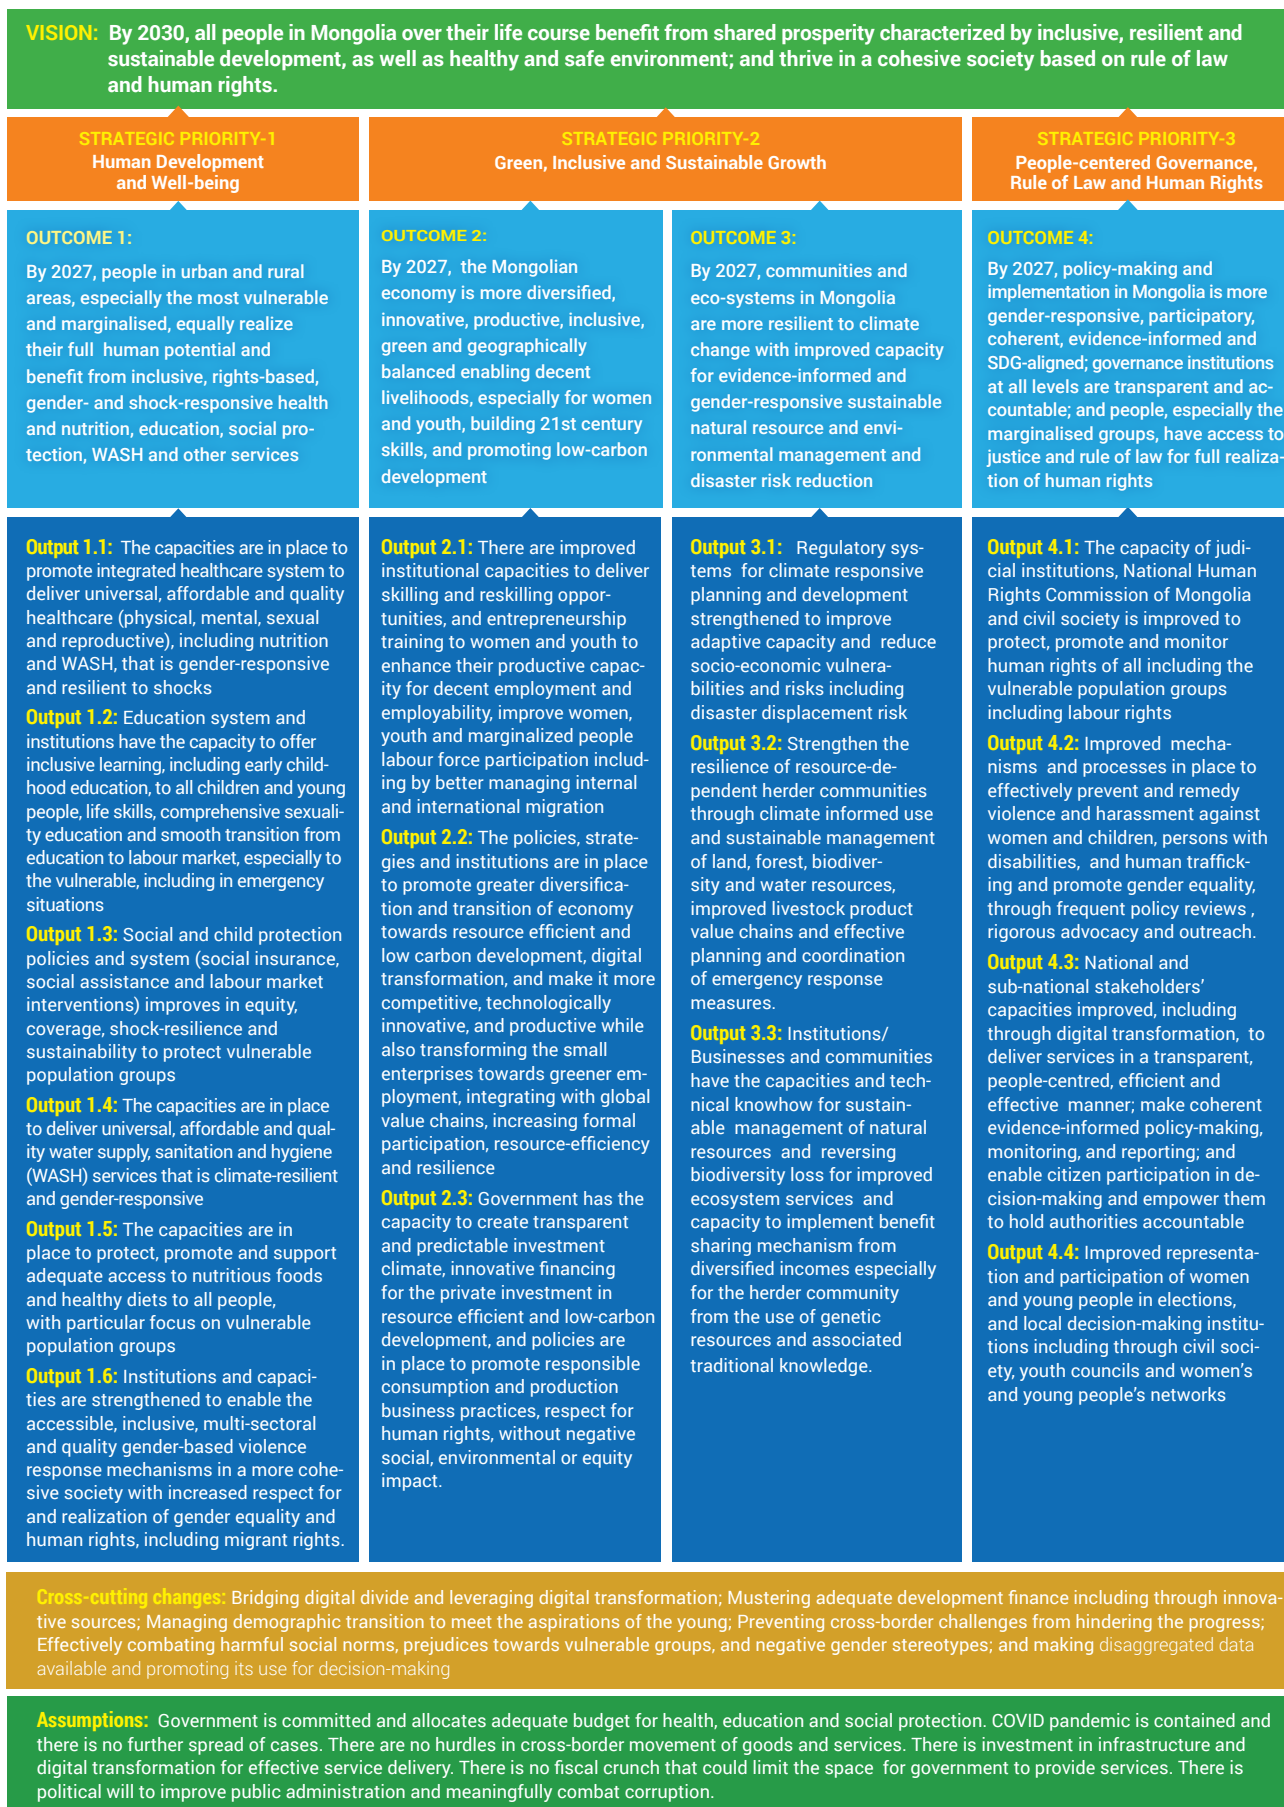 VISION: By 2030, all people in Mongolia over their life course benefit from shared prosperity characterized by inclusive, resilient and
sustainable development, as well as healthy and safe environment; and thrive in a cohesive society based on rule of law
and human rights.
STRATEGIC PRIORITY-1
Human Development
and Well-being
STRATEGIC PRIORITY-2
Green, Inclusive and Sustainable Growth
STRATEGIC PRIORITY-3
People-centered Governance,
Rule of Law and Human Rights
OUTCOME 1:
By 2027, people in urban and rural
areas, especially the most vulnerable
and marginalised, equally realize
their full human potential and
benefit from inclusive, rights-based,
gender- and shock-responsive health
and nutrition, education, social pro-
tection, WASH and other services
OUTCOME 2:
By 2027, the Mongolian
economy is more diversified,
innovative, productive, inclusive,
green and geographically
balanced enabling decent
livelihoods, especially for women
and youth, building 21st century
skills, and promoting low-carbon
development
OUTCOME 3:
By 2027, communities and
eco-systems in Mongolia
are more resilient to climate
change with improved capacity
for evidence-informed and
gender-responsive sustainable
natural resource and envi-
ronmental management and
disaster risk reduction
OUTCOME 4:
By 2027, policy-making and
implementation in Mongolia is more
gender-responsive, participatory,
coherent, evidence-informed and
SDG-aligned; governance institutions
at all levels are transparent and ac-
countable; and people, especially the
marginalised groups, have access to
justice and rule of law for full realiza-
tion of human rights
Output 1.1: The capacities are in place to
promote integrated healthcare system to
deliver universal, affordable and quality
healthcare (physical, mental, sexual
and reproductive), including nutrition
and WASH, that is gender-responsive
and resilient to shocks
Output 1.2: Education system and
institutions have the capacity to offer
inclusive learning, including early child-
hood education, to all children and young
people, life skills, comprehensive sexuali-
ty education and smooth transition from
education to labour market, especially to
the vulnerable, including in emergency
situations
Output 1.3: Social and child protection
policies and system (social insurance,
social assistance and labour market
interventions) improves in equity,
coverage, shock-resilience and
sustainability to protect vulnerable
population groups
Output 1.4: The capacities are in place
to deliver universal, affordable and qual-
ity water supply, sanitation and hygiene
(WASH) services that is climate-resilient
and gender-responsive
Output 1.5: The capacities are in
place to protect, promote and support
adequate access to nutritious foods
and healthy diets to all people,
with particular focus on vulnerable
population groups
Output 1.6: Institutions and capaci-
ties are strengthened to enable the
accessible, inclusive, multi-sectoral
and quality gender-based violence
response mechanisms in a more cohe-
sive society with increased respect for
and realization of gender equality and
human rights, including migrant rights.
Output 2.1: There are improved
institutional capacities to deliver
skilling and reskilling oppor-
tunities, and entrepreneurship
training to women and youth to
enhance their productive capac-
ity for decent employment and
employability, improve women,
youth and marginalized people
labour force participation includ-
ing by better managing internal
and international migration
Output 2.2: The policies, strate-
gies and institutions are in place
to promote greater diversifica-
tion and transition of economy
towards resource efficient and
low carbon development, digital
transformation, and make it more
competitive, technologically
innovative, and productive while
also transforming the small
enterprises towards greener em-
ployment, integrating with global
value chains, increasing formal
participation, resource-efficiency
and resilience
Output 2.3: Government has the
capacity to create transparent
and predictable investment
climate, innovative financing
for the private investment in
resource efficient and low-carbon
development, and policies are
in place to promote responsible
consumption and production
business practices, respect for
human rights, without negative
social, environmental or equity
impact.
Output 3.1: Regulatory sys-
tems for climate responsive
planning and development
strengthened to improve
adaptive capacity and reduce
socio-economic vulnera-
bilities and risks including
disaster displacement risk
Output 3.2: Strengthen the
resilience of resource-de-
pendent herder communities
through climate informed use
and sustainable management
of land, forest, biodiver-
sity and water resources,
improved livestock product
value chains and effective
planning and coordination
of emergency response
measures.
Output 3.3: Institutions/
Businesses and communities
have the capacities and tech-
nical knowhow for sustain-
able management of natural
resources and reversing
biodiversity loss for improved
ecosystem services and
capacity to implement benefit
sharing mechanism from
diversified incomes especially
for the herder community
from the use of genetic
resources and associated
traditional knowledge.
Output 4.1: The capacity of judi-
cial institutions, National Human
Rights Commission of Mongolia
and civil society is improved to
protect, promote and monitor
human rights of all including the
vulnerable population groups
including labour rights
Output 4.2: Improved mecha-
nisms and processes in place to
effectively prevent and remedy
violence and harassment against
women and children, persons with
disabilities, and human traffick-
ing and promote gender equality,
through frequent policy reviews ,
rigorous advocacy and outreach.
Output 4.3: National and
sub-national stakeholders'
capacities improved, including
through digital transformation, to
deliver services in a transparent,
people-centred, efficient and
effective manner; make coherent
evidence-informed policy-making,
monitoring, and reporting; and
enable citizen participation in de-
cision-making and empower them
to hold authorities accountable
Output 4.4: Improved representa-
tion and participation of women
and young people in elections,
and local decision-making institu-
tions including through civil soci-
ety, youth councils and women's
and young people's networks
Cross-cutting changes: Bridging digital divide and leveraging digital transformation; Mustering adequate development finance including through innova-
tive sources; Managing demographic transition to meet the aspirations of the young; Preventing cross-border challenges from hindering the progress;
Effectively combating harmful social norms, prejudices towards vulnerable groups, and negative gender stereotypes; and making disaggregated data
available and promoting its use for decision-making
Assumptions: Government is committed and allocates adequate budget for health, education and social protection. COVID pandemic is contained and
there is no further spread of cases. There are no hurdles in cross-border movement of goods and services. There is investment in infrastructure and
digital transformation for effective service delivery. There is no fiscal crunch that could limit the space for government to provide services. There is
political will to improve public administration and meaningfully combat corruption.